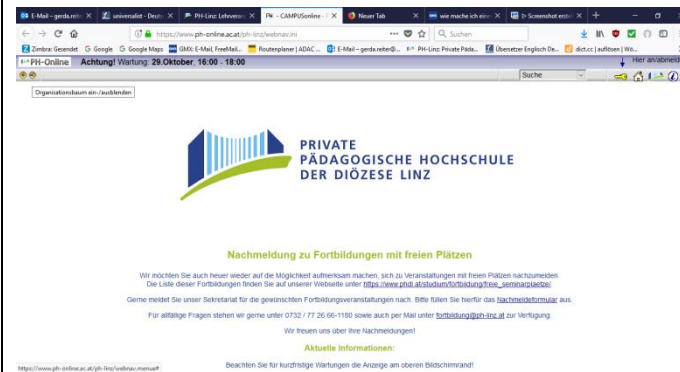 E-Mail – gerda.reite
universalist - Deuts
PH-Linz: Lehrveran
PH - CAMPUSonline - F
Neuer Tab
wie mache ich eine
Screenshot erste
https://www.ph-online.ac.at/ph-linz/webnav.ini
Suchen
Zimbra: Gesendet
Google
Google Maps
GMX: E-Mail, FreeMail...
Routenplaner | ADAC ...
E-Mail – gerda.reiter@...
PH-Linz: Private Päda...
Übersetzer Englisch De...
dict.cc | auflösen | Wö...
PH-Online Achtung! Wartung: 29.Oktober, 16:00 - 18:00
Hier an/abmeld
Suche
Organisationsbaum ein-/ausblenden
PRIVATE
PÄDAGOGISCHE HOCHSCHULE
DER DIÖZESE LINZ
Nachmeldung zu Fortbildungen mit freien Plätzen
Wir möchten Sie auch heuer wieder auf die Möglichkeit aufmerksam machen, sich zu Veranstaltungen mit freien Plätzen nachzumelden.
Die Liste dieser Fortbildungen finden Sie auf unserer Webseite unter https://www.phdl.at/studium/fortbildung/freie_seminarplaetze/.
Gerne meldet Sie unser Sekretariat für die gewünschten Fortbildungsveranstaltungen nach. Bitte füllen Sie hierfür das Nachmeldeformular aus.
Für allfällige Fragen stehen wir gerne unter 0732 / 77 26 66-1180 sowie auch per Mail unter fortbildung@ph-linz.at zur Verfügung.
Wir freuen uns über Ihre Nachmeldungen!
Aktuelle Informationen:
Beachten Sie für kurzfristige Wartungen die Anzeige am oberen Bildschirmrand!
https://www.ph-online.ac.at/ph-linz/webnav.menue#